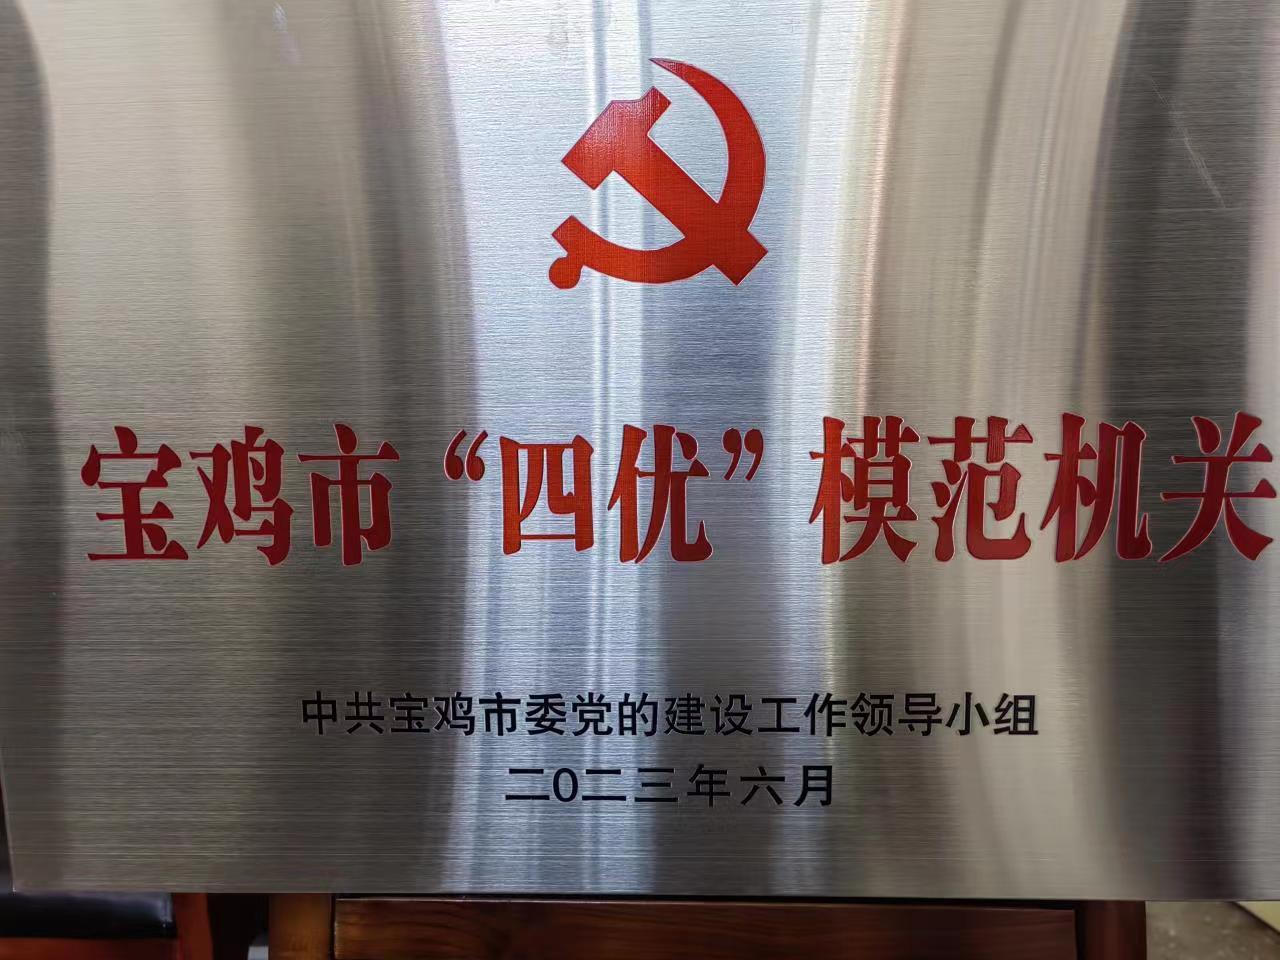 宝鸡市“四优”模范机关
中共宝鸡市委党的建设工作领导小组
二0二三年六月